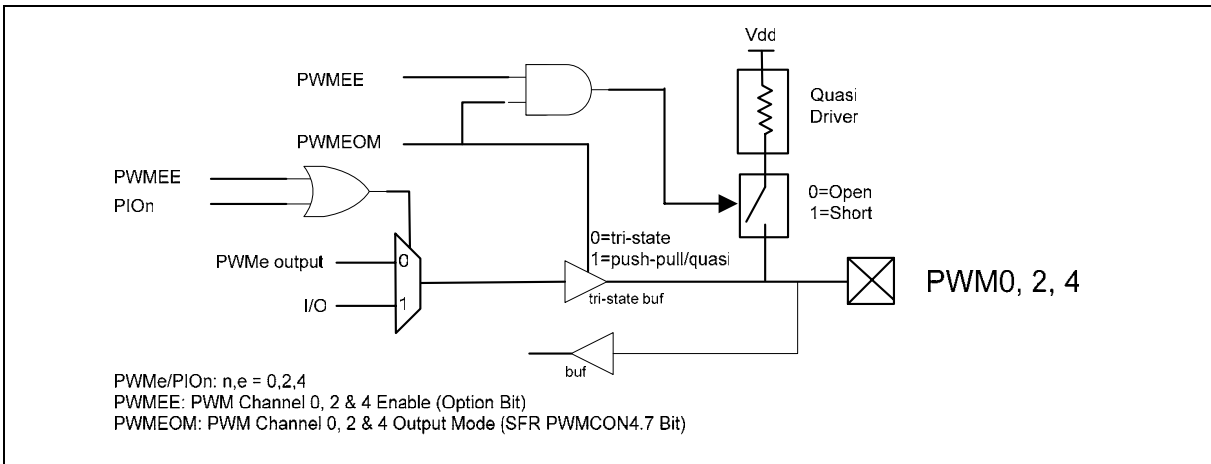 Vdd
PWMEE
Quasi
Driver
PWMEOM
PWMEE
PIOn
0=Open
1=Short
0=tri-state
1=push-pull/quasi
PWMe output
0
I/O
1
tri-state buf
PWM0, 2, 4
buf
PWMe/PIOn: n,e = 0,2,4
PWMEE: PWM Channel 0, 2 & 4 Enable (Option Bit)
PWMEOM: PWM Channel 0, 2 & 4 Output Mode (SFR PWMCON4.7 Bit)